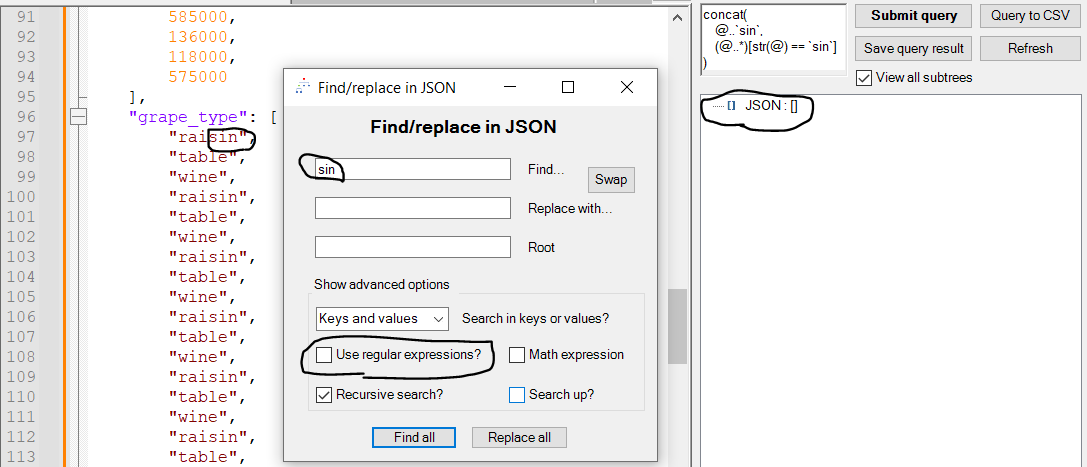 91 585000,
92 136000,
93 118000,
94 575000
95 ],
96 "grape_type": [
97 "raisin",
98 "table",
99 "wine",
100 "raisin",
101 "table",
102 "wine",
103 "raisin",
104 "table",
105 "wine",
106 "raisin",
107 "table",
108 "wine",
109 "raisin",
110 "table",
111 "wine",
112 "raisin",
113 "table",
Find/replace in JSON
Find/replace in JSON
sin Find...
Swap
Replace with...
Root
Show advanced options
Keys and values Search in keys or values?
Use regular expressions? Math expression
Recursive search? Search up?
Find all Replace all
concat(
@..`sin`,
(@..*)[str(@) == `sin`]
)
Submit query Query to CSV
Save query result Refresh
View all subtrees
[] JSON : []